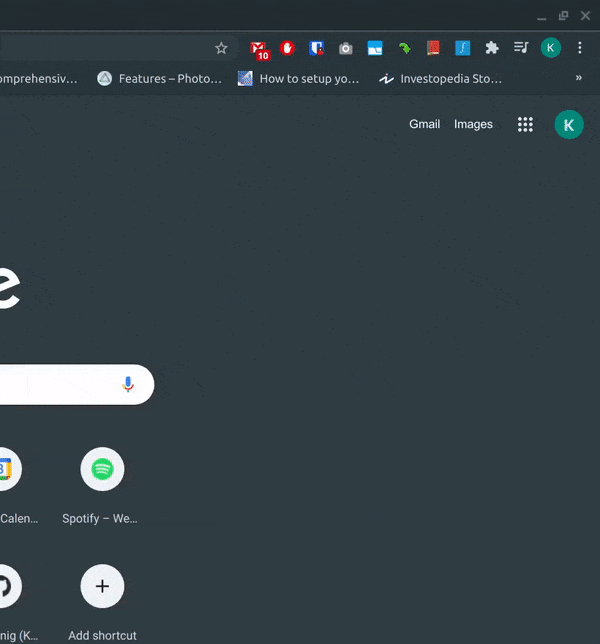 10
K
omprehensiv...
Features – Photo...
How to setup yo...
Investopedia Sto...
»
Gmail
Images
K
e
Calen...
Spotify – We...
nig (K...
Add shortcut